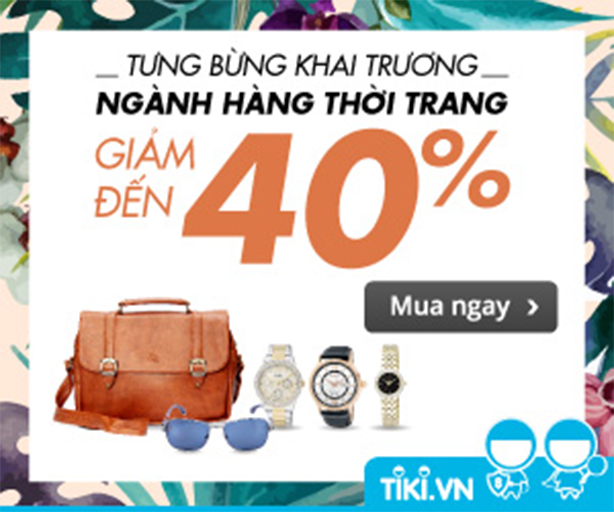 TƯNG BỪNG KHAI TRƯƠNG
NGÀNH HÀNG THỜI TRANG
GIẢM
ĐẾN
40%
Mua ngay
TIKI.VN